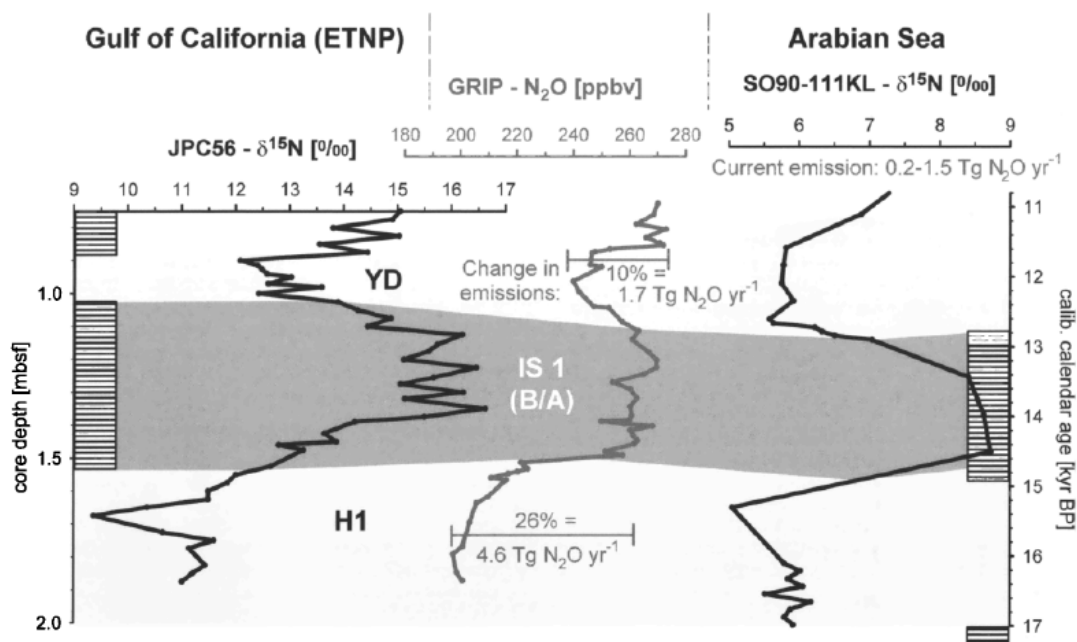 Gulf of California (ETNP)
Arabian Sea
GRIP - N₂O [ppbv]
SO90-111KL - δ¹⁵N [⁰/₀₀]
JPC56 - δ¹⁵N [⁰/₀₀]
180 200 220 240 260 280
5 6 7 8 9
Current emission: 0.2-1.5 Tg N₂O yr⁻¹
9 10 11 12 13 14 15 16 17
YD
Change in
emissions:
10% =
1.7 Tg N₂O yr⁻¹
IS 1
(B/A)
H1
26% =
4.6 Tg N₂O yr⁻¹
core depth [mbsf]
1.0
1.5
2.0
calib. calendar age [kyr BP]
11
12
13
14
15
16
17